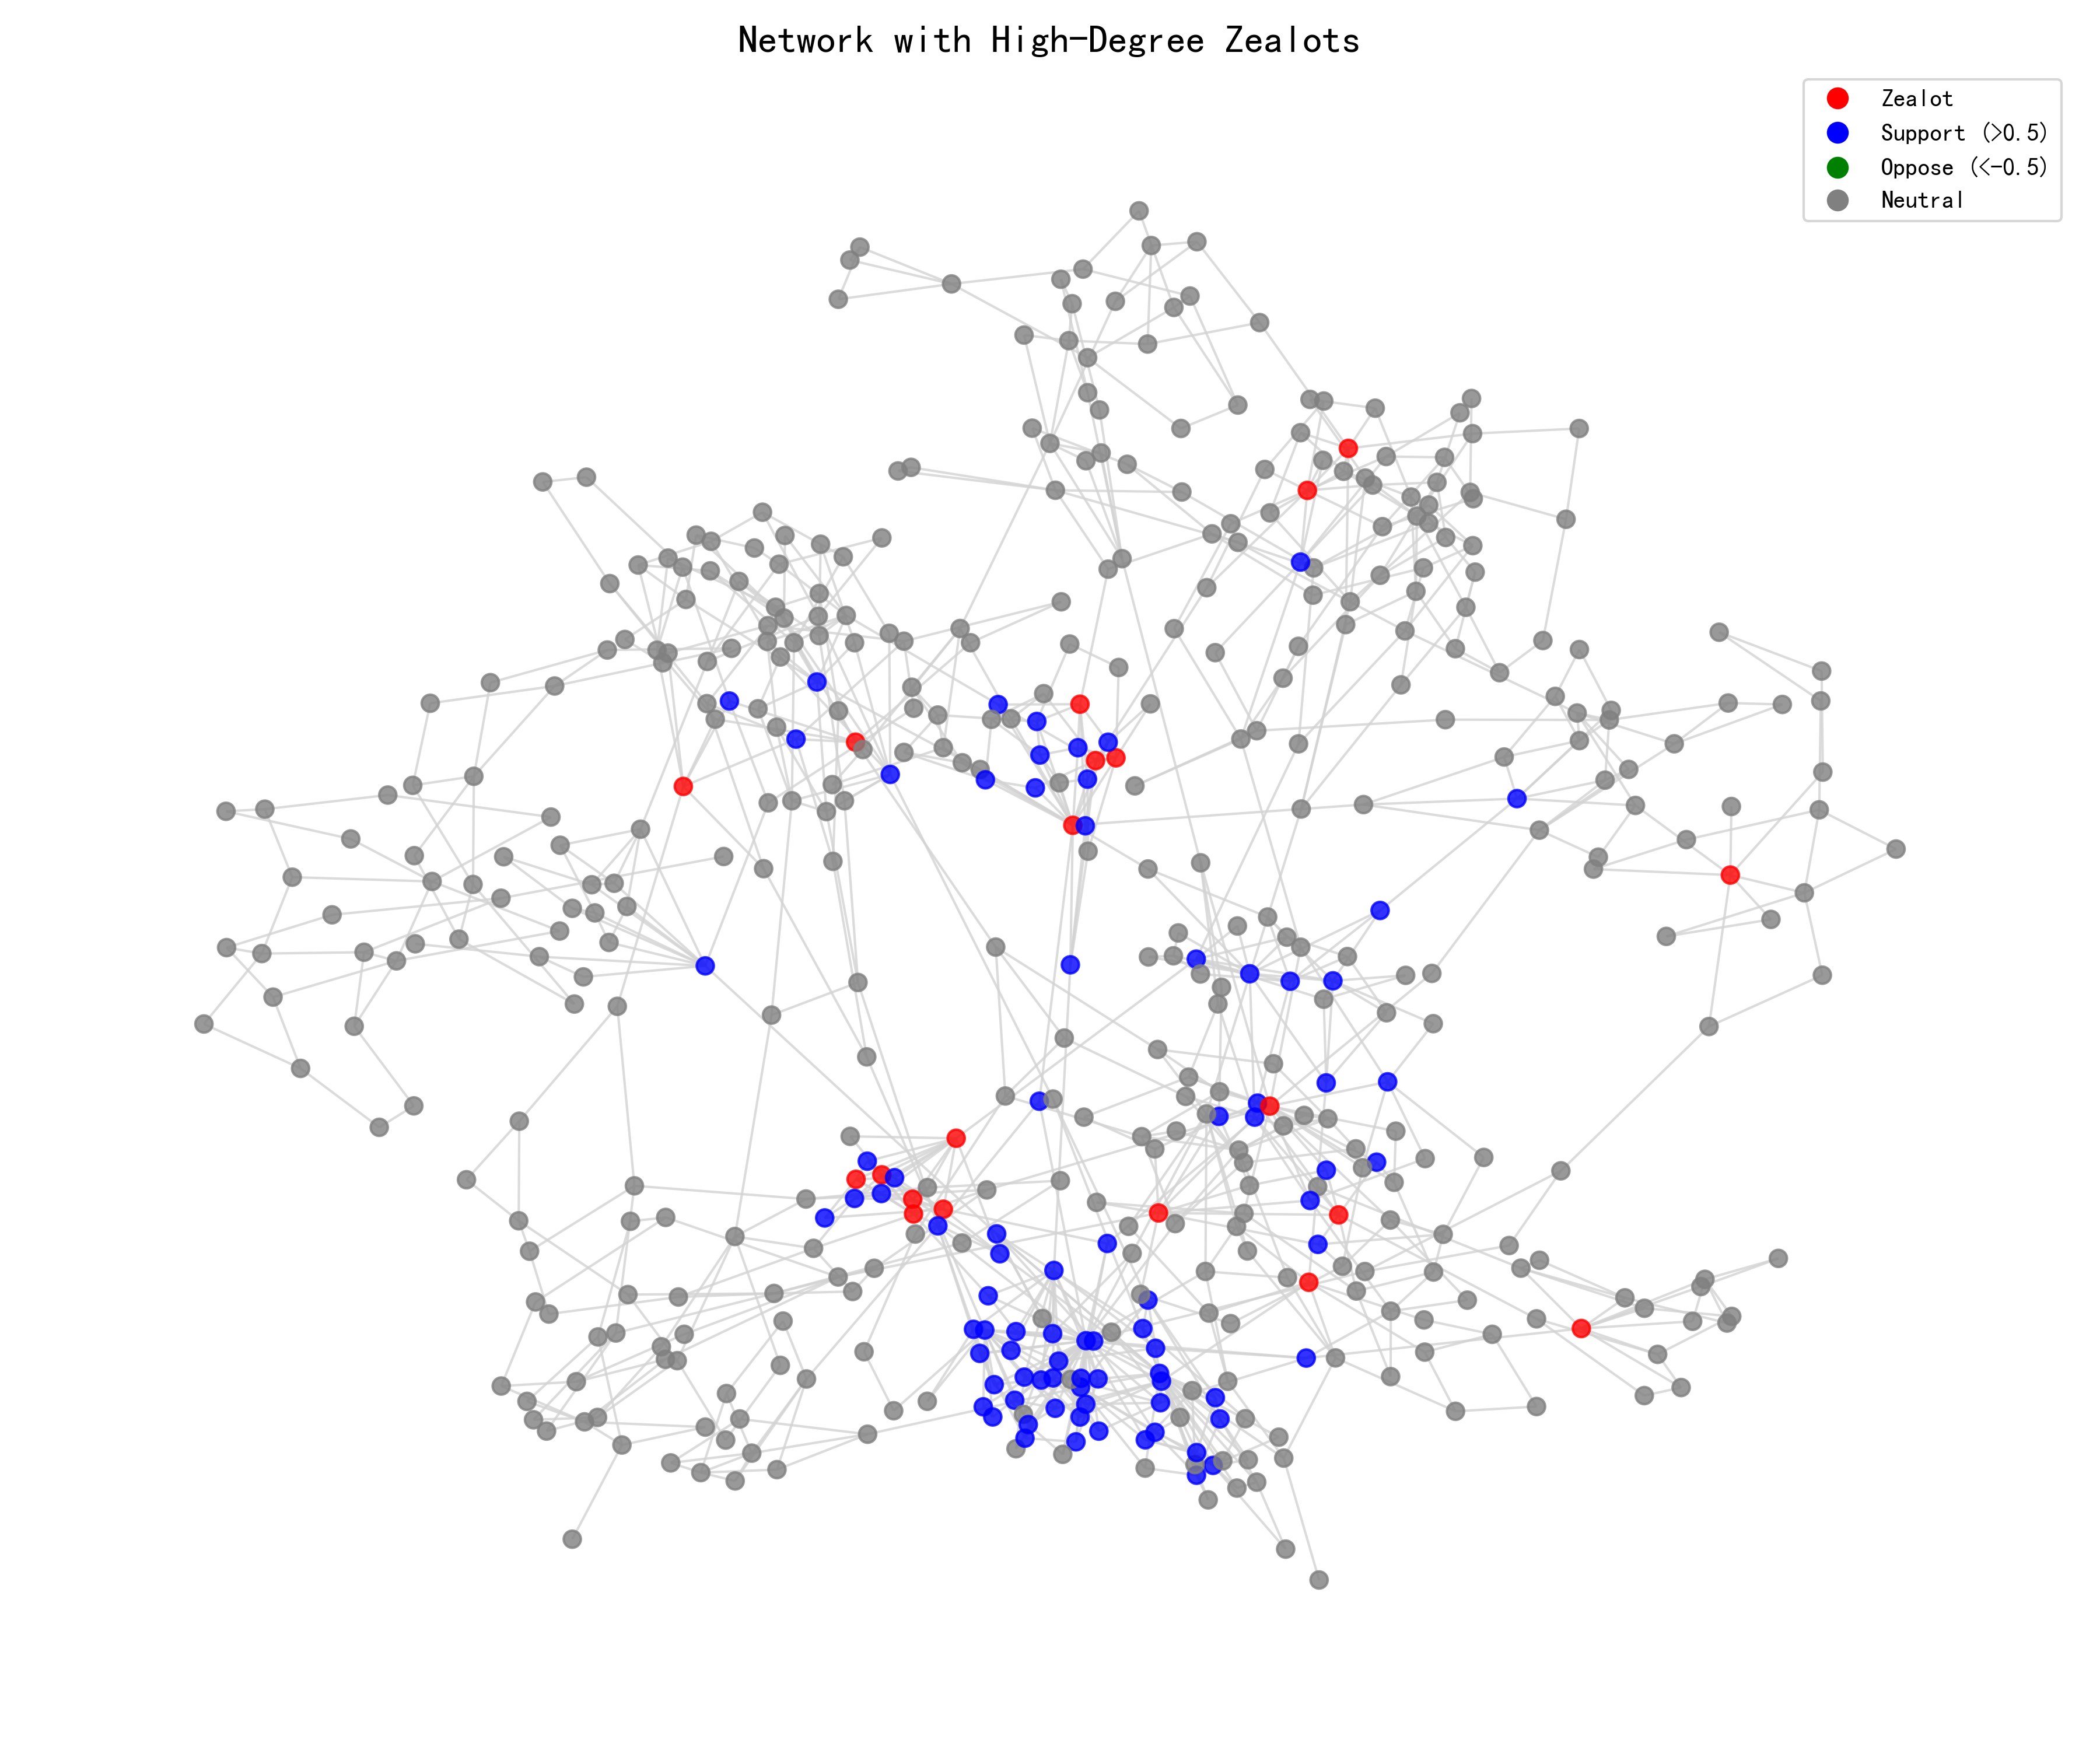 Network with High-Degree Zealots
Zealot
Support (>0.5)
Oppose (<-0.5)
Neutral